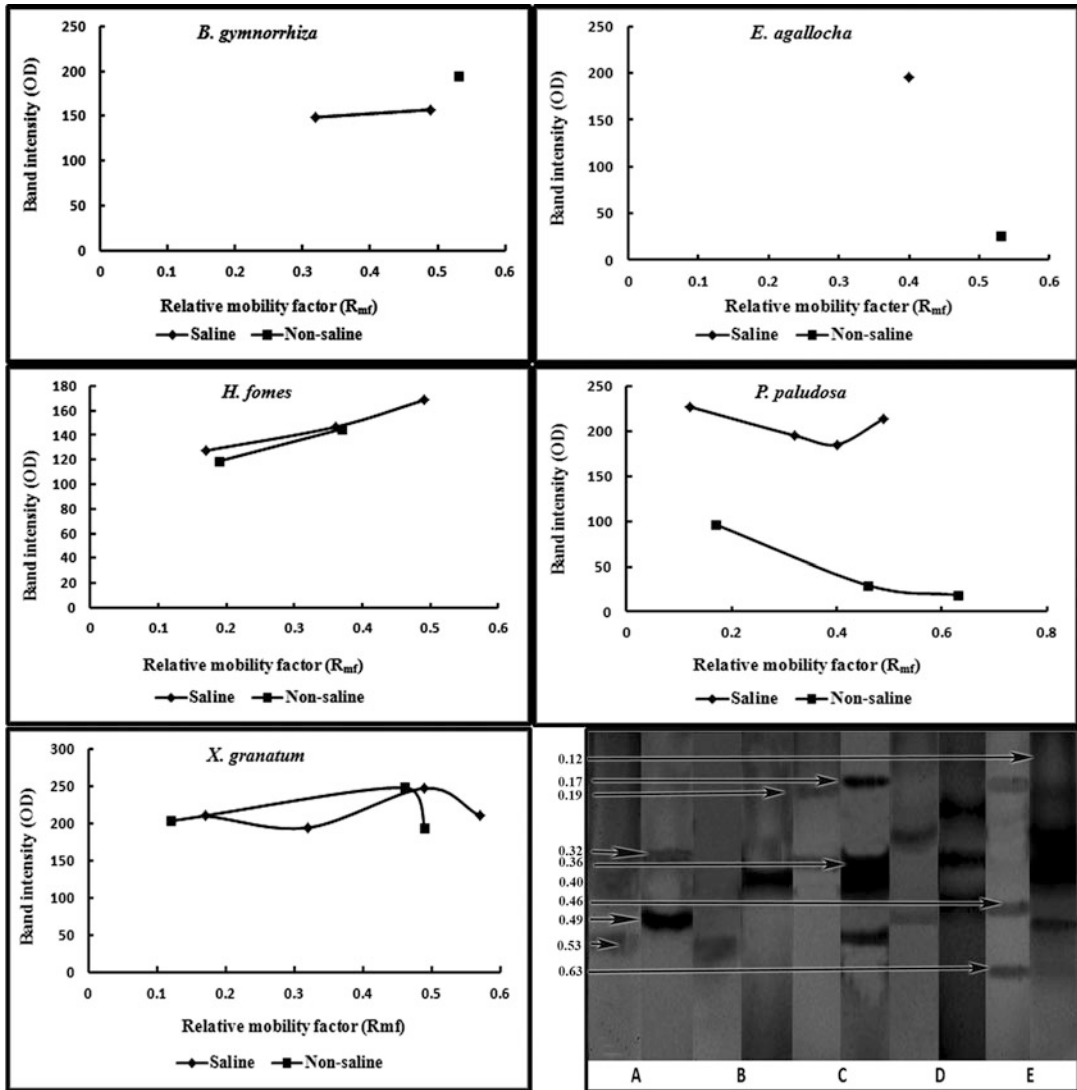 B. gymnorrhiza
Band intensity (OD)
250
200
150
100
50
0
0 0.1 0.2 0.3 0.4 0.5 0.6
Relative mobility factor (Rmf)
Saline Non-saline
E. agallocha
Band intensity (OD)
250
200
150
100
50
0
0 0.1 0.2 0.3 0.4 0.5 0.6
Relative mobility factor (Rmf)
Saline Non-saline
H. fomes
Band intensity (OD)
180
160
140
120
100
80
60
40
20
0
0 0.1 0.2 0.3 0.4 0.5 0.6
Relative mobility factor (Rmf)
Saline Non-saline
P. paludosa
Band intensity (OD)
250
200
150
100
50
0
0 0.2 0.4 0.6 0.8
Relative mobility factor (Rmf)
Saline Non-saline
X. granatum
Band intensity (OD)
300
250
200
150
100
50
0
0 0.1 0.2 0.3 0.4 0.5 0.6
Relative mobility factor (Rmf)
Saline Non-saline
0.12
0.17
0.19
0.32
0.36
0.40
0.46
0.49
0.53
0.63
A B C D E